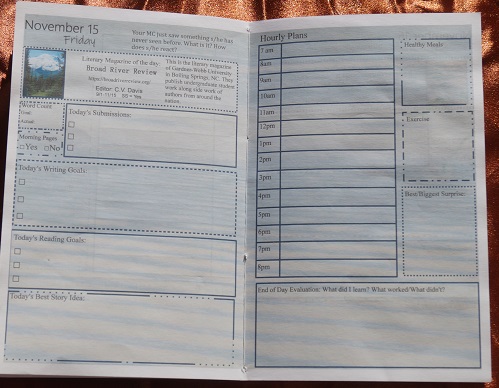 November 15
Friday
Your MC just saw something s/he has
never seen before. What is it? How
does s/he react?
Literary Magazine of the day
Broad River Review
https://broadriverreview.org/
Editor: C.V. Davis
This is the literary magazine
of Gardner-Webb University
in Boiling Springs, NC. They
publish undergraduate student
work along side work of
authors from around the
nation.
Word Count
Goal:
Actual:
Morning Pages
Yes No
Today's Submissions:
Today's Writing Goals:
Today's Reading Goals:
Today's Best Story Idea:
Hourly Plans
7am
8am
9am
10am
11am
12pm
1pm
2pm
3pm
4pm
5pm
6pm
7pm
8pm
Healthy Meals
Exercise
Best/Biggest Surprise:
End of Day Evaluation: What did I learn? What worked/What didn't?